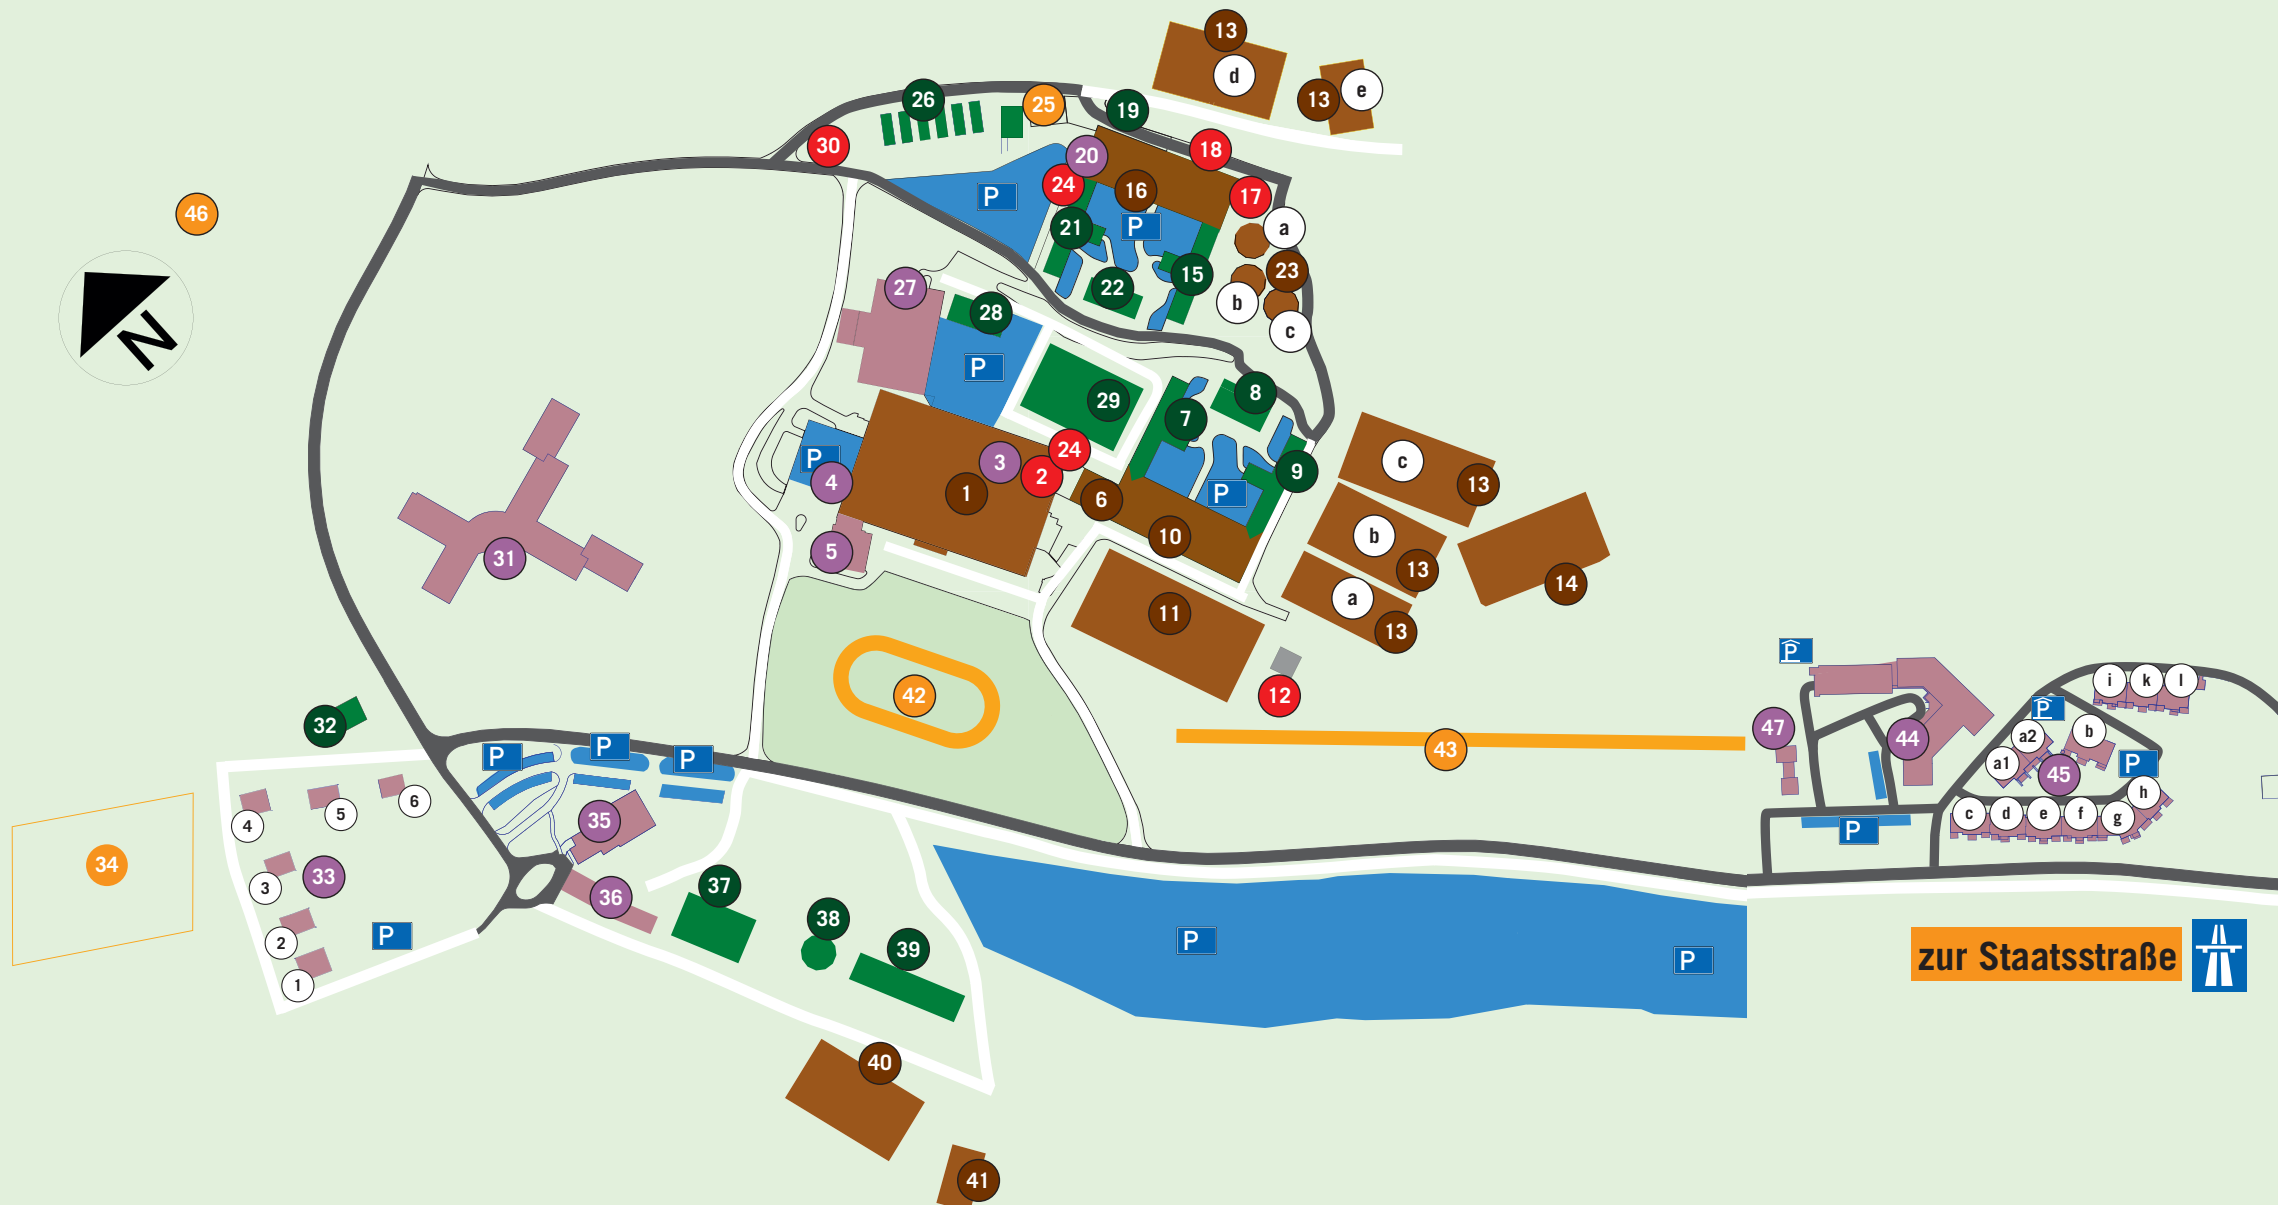 13
d
13
e
26
25
19
30
20
18
24
16
17
P
46
21
P
a
N
27
22
15
23
b
28
c
P
29
7
8
P
3
24
2
9
c
4
1
6
P
13
31
5
10
b
13
14
11
a
13
P
12
i
k
l
32
42
P
47
43
44
a2
b
P
P
P
a1
45
P
4
5
6
35
h
c
d
e
f
g
P
34
3
33
36
37
2
P
38
39
P
P
1
zur Staatsstraße
40
41